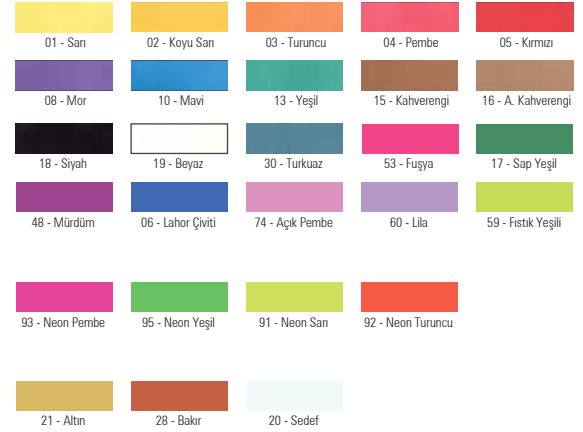 01 - Sarı
02 - Koyu Sarı
03 - Turuncu
04 - Pembe
05 - Kırmızı
08 - Mor
10 - Mavi
13 - Yeşil
15 - Kahverengi
16 - A. Kahverengi
18 - Siyah
19 - Beyaz
30 - Turkuaz
53 - Fuşya
17 - Sap Yeşil
48 - Mürdüm
06 - Lahor Çiviti
74 - Açık Pembe
60 - Lila
59 - Fıstık Yeşili
93 - Neon Pembe
95 - Neon Yeşil
91 - Neon Sarı
92 - Neon Turuncu
21 - Altın
28 - Bakır
20 - Sedef